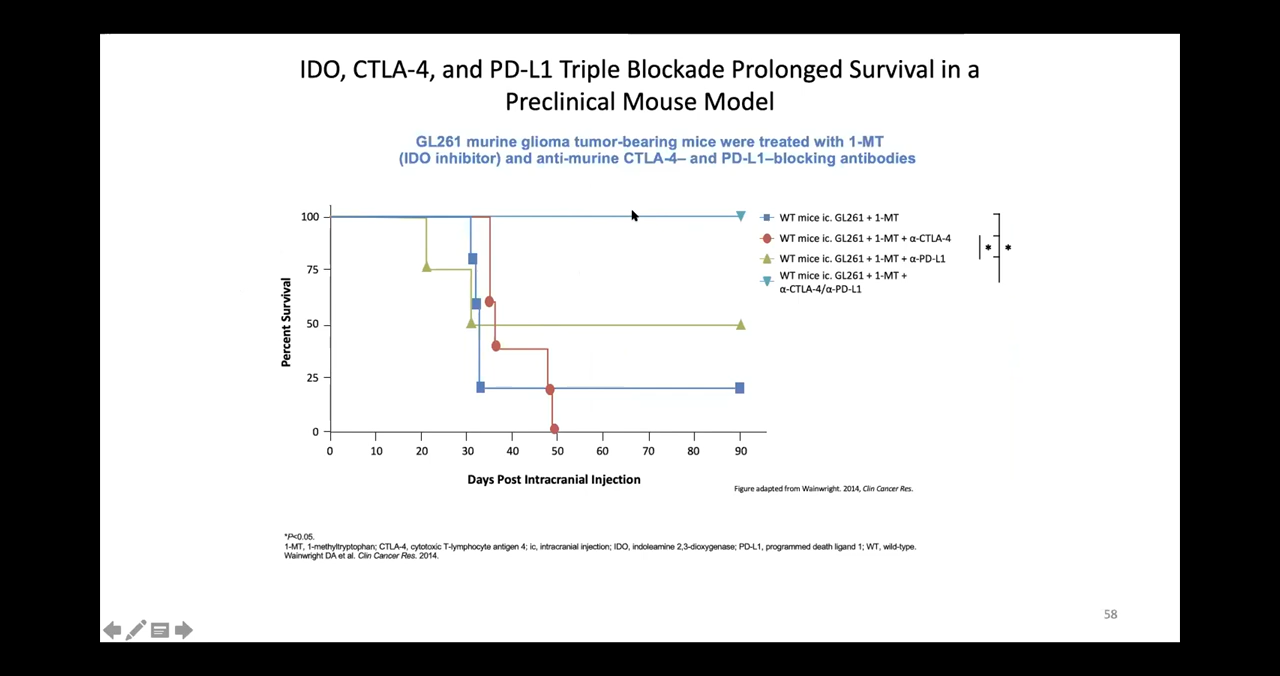 IDO, CTLA-4, and PD-L1 Triple Blockade Prolonged Survival in a
Preclinical Mouse Model
GL261 murine glioma tumor-bearing mice were treated with 1-MT
(IDO inhibitor) and anti-murine CTLA-4– and PD-L1–blocking antibodies
Percent Survival
100
75
50
25
0
0 10 20 30 40 50 60 70 80 90
Days Post Intracranial Injection
WT mice ic. GL261 + 1-MT
WT mice ic. GL261 + 1-MT + α-CTLA-4
WT mice ic. GL261 + 1-MT + α-PD-L1
WT mice ic. GL261 + 1-MT +
α-CTLA-4/α-PD-L1
* *
Figure adapted from Wainwright. 2014, Clin Cancer Res.
*P<0.05.
1-MT, 1-methyltryptophan; CTLA-4, cytotoxic T-lymphocyte antigen 4; ic, intracranial injection; IDO, indoleamine 2,3-dioxygenase; PD-L1, programmed death ligand 1; WT, wild-type.
Wainwright DA et al. Clin Cancer Res. 2014.
58